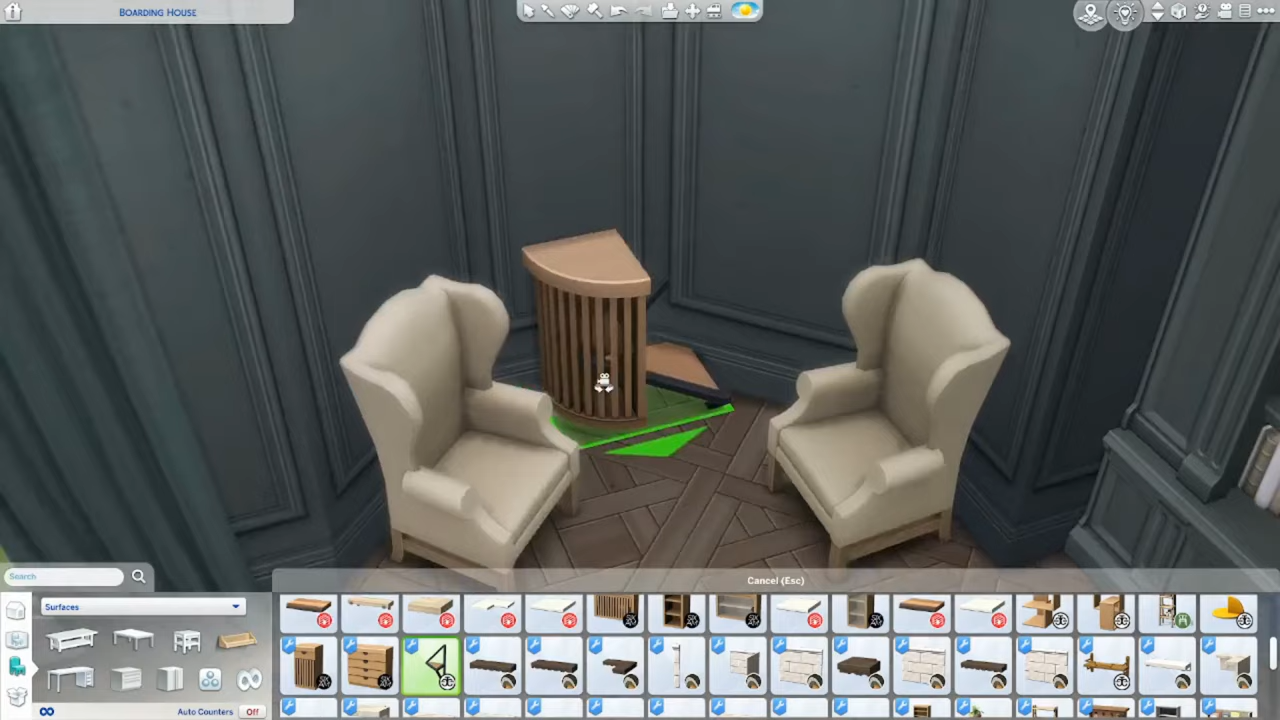 BOARDING HOUSE
Cancel (Esc)
Search
Surfaces
Auto Counters
Off